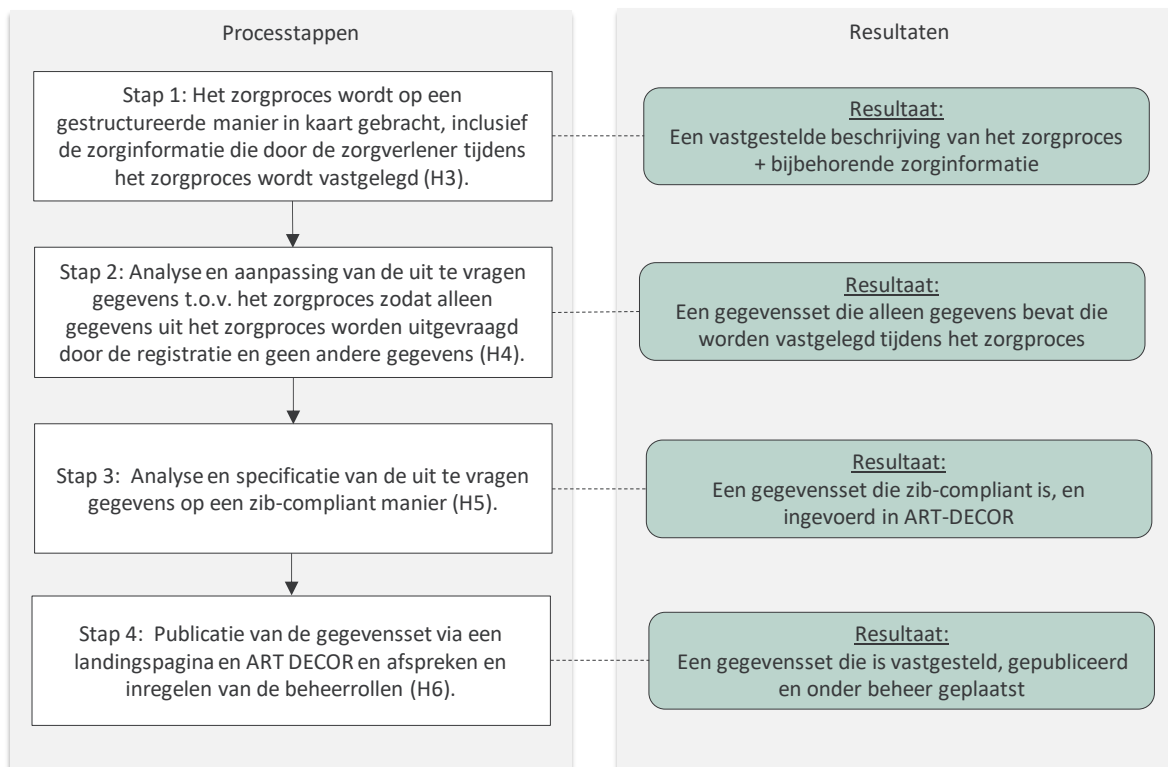 Processtappen
Stap 1: Het zorgproces wordt op een
gestructureerde manier in kaart gebracht, inclusief
de zorginformatie die door de zorgverlener tijdens
het zorgproces wordt vastgelegd (H3).
Stap 2: Analyse en aanpassing van de uit te vragen
gegevens t.o.v. het zorgproces zodat alleen
gegevens uit het zorgproces worden uitgevraagd
door de registratie en geen andere gegevens (H4).
Stap 3: Analyse en specificatie van de uit te vragen
gegevens op een zib-compliant manier (H5).
Stap 4: Publicatie van de gegevensset via een
landingspagina en ART DECOR en afspreken en
inregelen van de beheerrollen (H6).
Resultaten
Resultaat:
Een vastgestelde beschrijving van het zorgproces
+ bijbehorende zorginformatie
Resultaat:
Een gegevensset die alleen gegevens bevat die
worden vastgelegd tijdens het zorgproces
Resultaat:
Een gegevensset die zib-compliant is, en
ingevoerd in ART-DECOR
Resultaat:
Een gegevensset die is vastgesteld, gepubliceerd
en onder beheer geplaatst